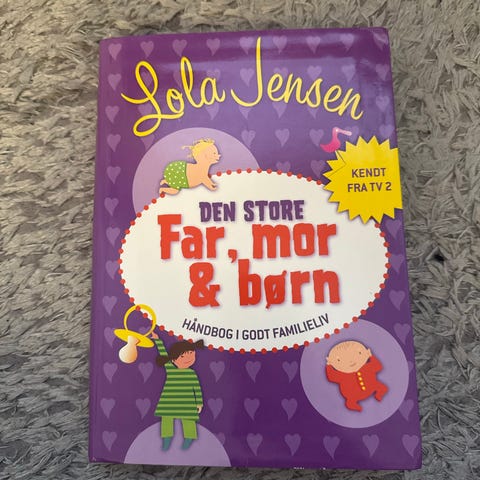 Lola Jensen
KENDT
FRA TV 2
DEN STORE
Far, mor
& børn
HÅNDBOG I GODT FAMILIELIV